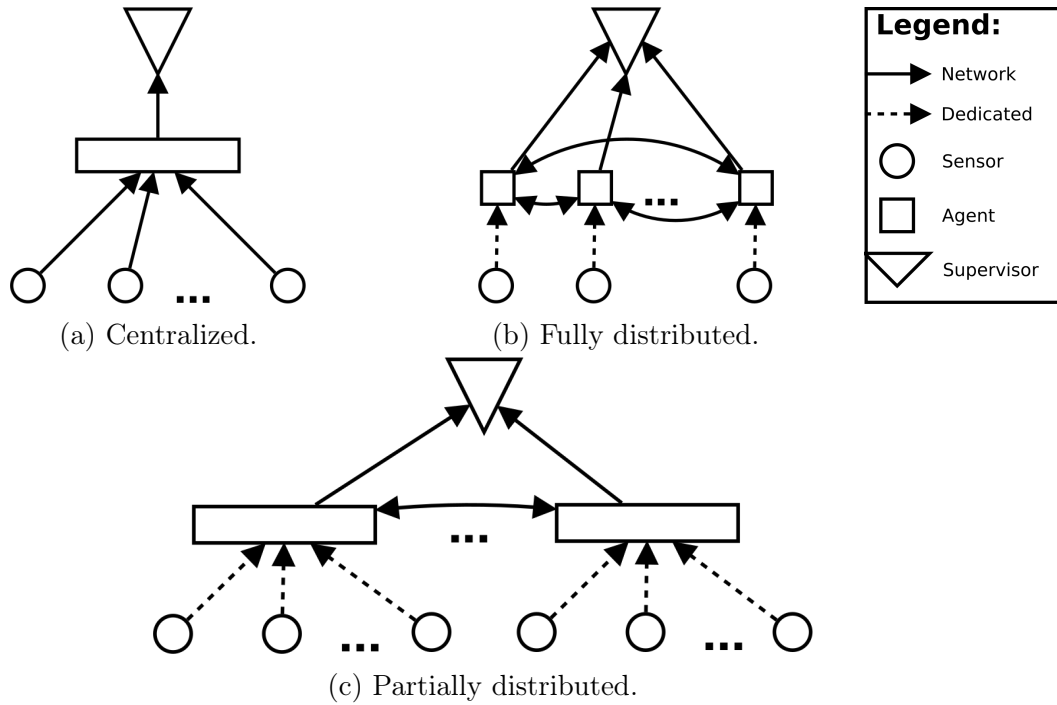 Legend:
Network
Dedicated
Sensor
Agent
Supervisor
...
...
(a) Centralized.
(b) Fully distributed.
...
... ...
(c) Partially distributed.